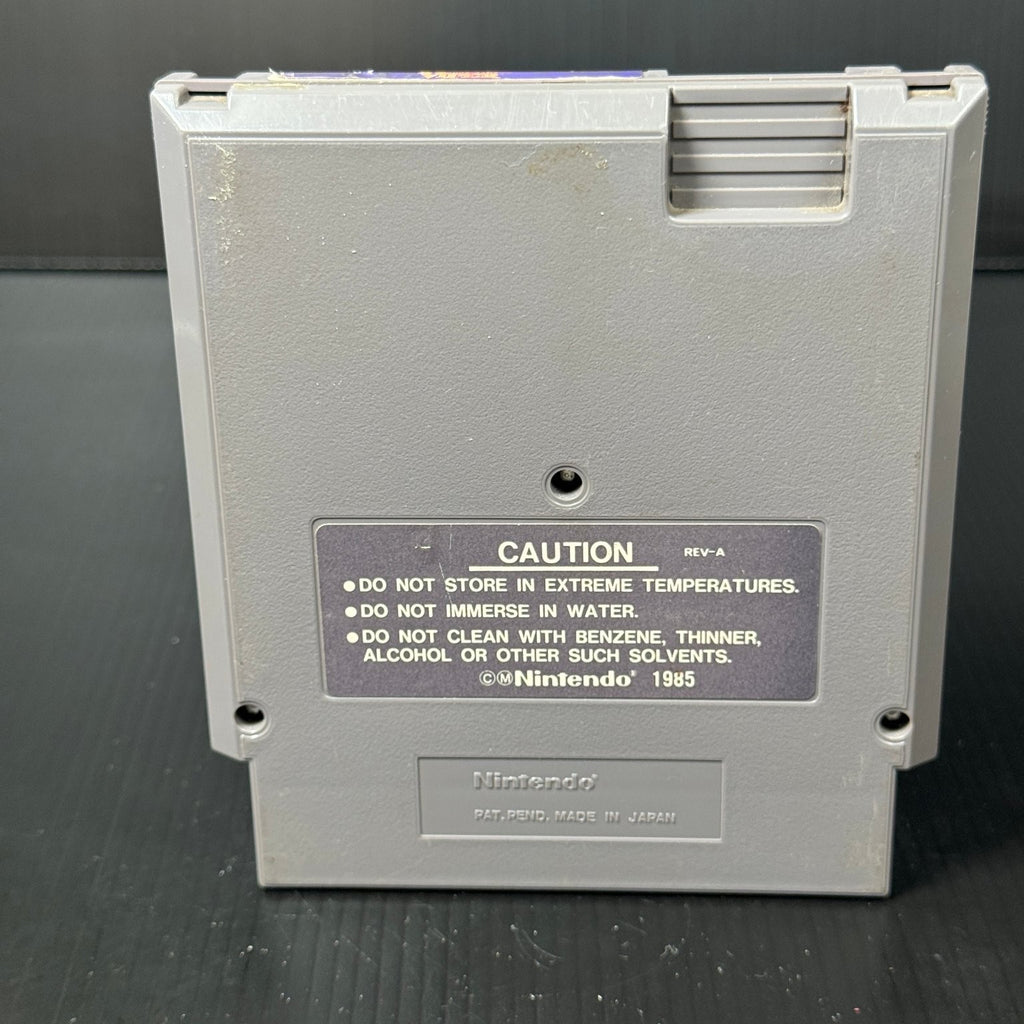 CAUTION REV-A
●DO NOT STORE IN EXTREME TEMPERATURES.
●DO NOT IMMERSE IN WATER.
●DO NOT CLEAN WITH BENZENE, THINNER,
ALCOHOL OR OTHER SUCH SOLVENTS.
©ⓂNintendo® 1985
Nintendo®
PAT. PEND. MADE IN JAPAN